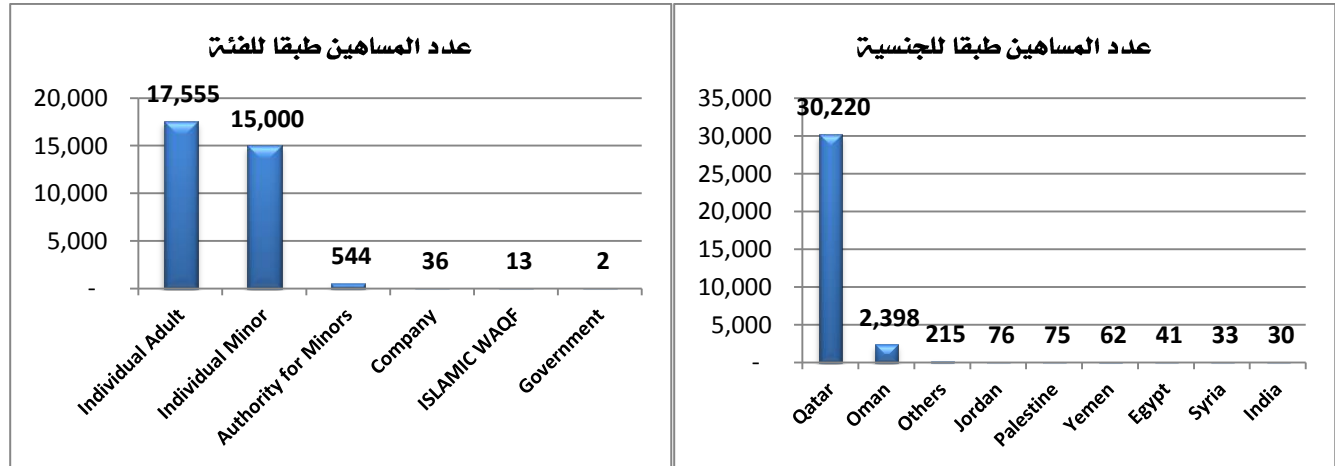 عدد المساهين طبقا للفئة
20,000
15,000
10,000
5,000
-
17,555
15,000
544
36
13
2
Individual Adult
Individual Minor
Authority for Minors
Company
ISLAMIC WAQF
Government
عدد المساهين طبقا للجنسية
35,000
30,000
25,000
20,000
15,000
10,000
5,000
-
30,220
2,398
215
76
75
62
41
33
30
Qatar
Oman
Others
Jordan
Palestine
Yemen
Egypt
Syria
India